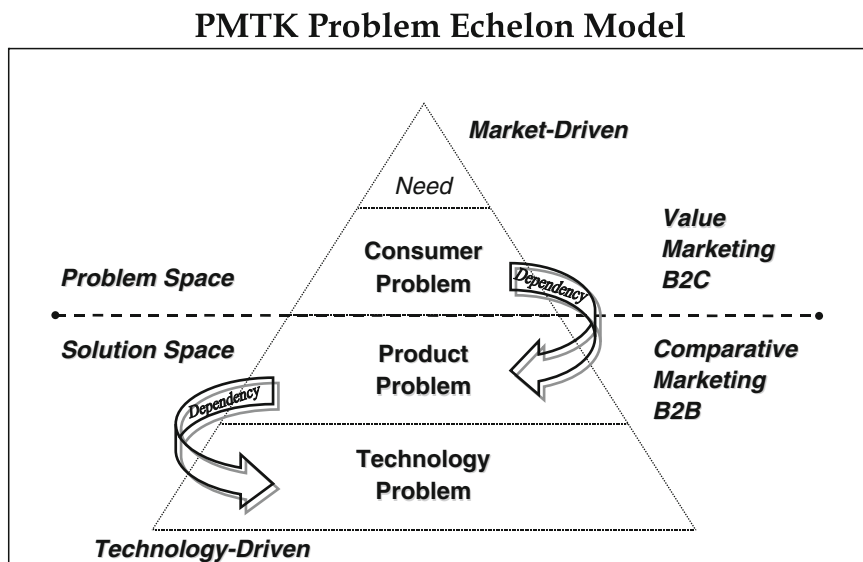 PMTK Problem Echelon Model
Market-Driven
Need
Consumer
Problem
Dependency
Value
Marketing
B2C
Problem Space
Solution Space
Product
Problem
Comparative
Marketing
B2B
Dependency
Technology
Problem
Technology-Driven